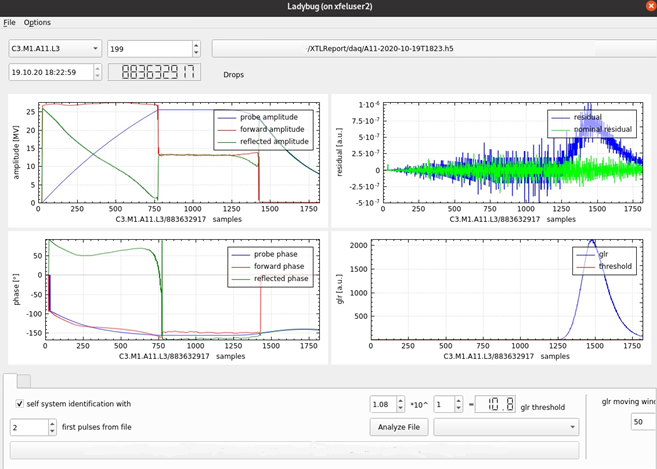 Ladybug (on xfeluser2)
File Options
C3.M1.A11.L3 199 /XTLReport/daq/A11-2020-10-19T1823.h5
19.10.20 18:22:59 883632917 Drops
amplitude [MV]
25
20
15
10
5
0
probe amplitude
forward amplitude
reflected amplitude
0 250 500 750 1000 1250 1500 1750
C3.M1.A11.L3/883632917 samples
residual [a.u.]
1·10-6
7.5·10-7
5·10-7
2.5·10-7
0
-2.5·10-7
-5·10-7
residual
nominal residual
0 250 500 750 1000 1250 1500 1750
C3.M1.A11.L3/883632917 samples
phase [°]
50
0
-50
-100
-150
probe phase
forward phase
reflected phase
0 250 500 750 1000 1250 1500 1750
C3.M1.A11.L3/883632917 samples
glr [a.u.]
2000
1500
1000
500
glr
threshold
0 250 500 750 1000 1250 1500 1750
C3.M1.A11.L3/883632917 samples
self system identification with 1.08 *10^ 1 = 10.8 glr threshold glr moving wind
2 first pulses from file Analyze File 50